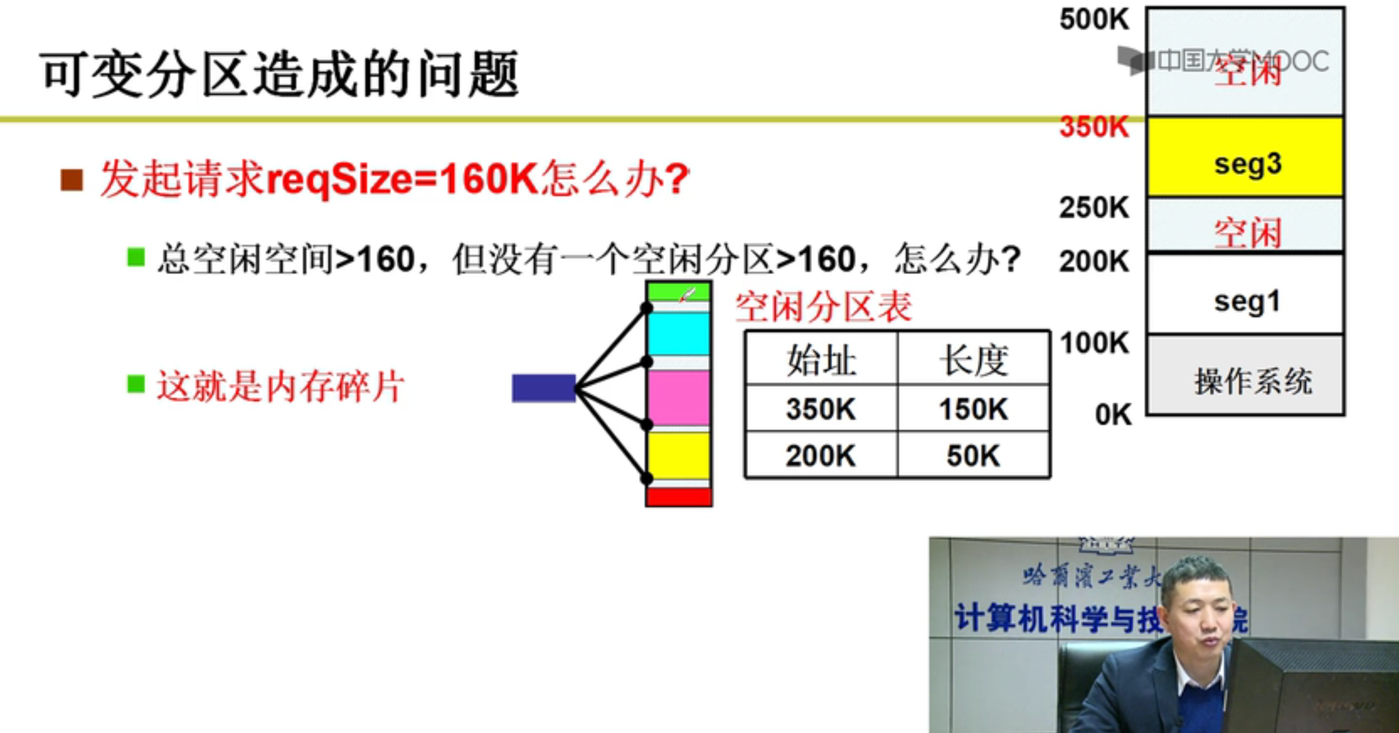 可变分区造成的问题
发起请求reqSize=160K怎么办?
总空闲空间>160，但没有一个空闲分区>160，怎么办?
这就是内存碎片
空闲分区表
始址 长度
350K 150K
200K 50K
500K
中国大学MOOC
空闲
350K
seg3
250K
空闲
200K
seg1
100K
操作系统
0K
哈爾濱工業大
计算机科学与技 院